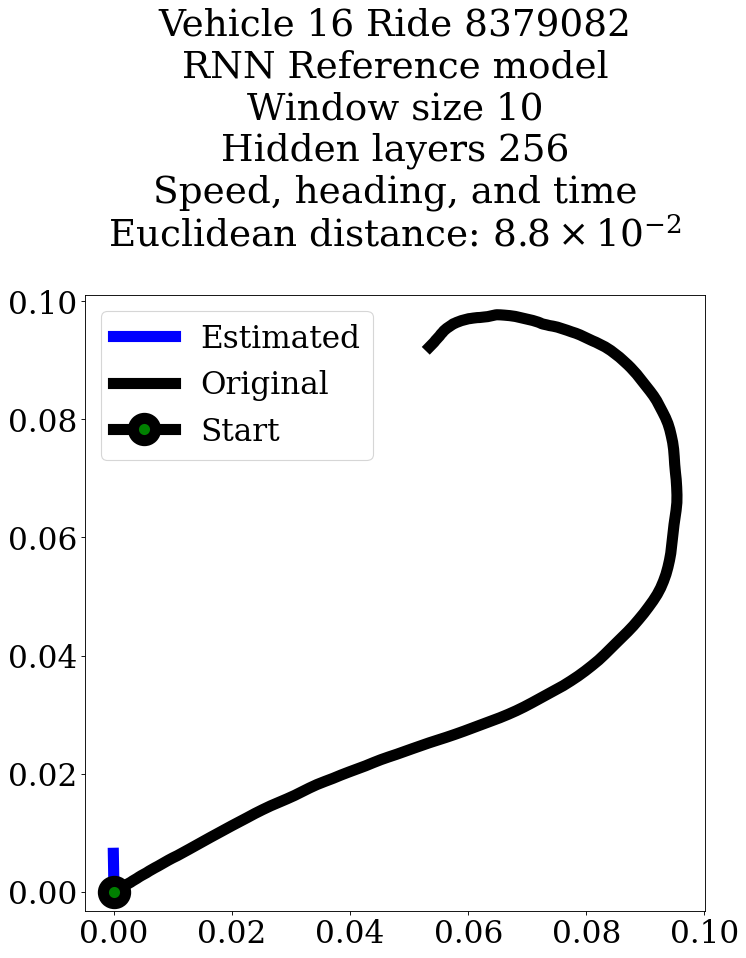 Vehicle 16 Ride 8379082
RNN Reference model
Window size 10
Hidden layers 256
Speed, heading, and time
Euclidean distance: 8.8 × 10⁻²
0.10
0.08
0.06
0.04
0.02
0.00
Estimated
Original
Start
0.00 0.02 0.04 0.06 0.08 0.10